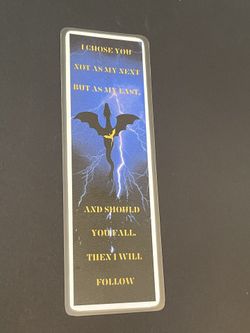 I CHOSE YOU
NOT AS MY NEXT
BUT AS MY LAST,
AND SHOULD
YOU FALL,
THEN I WILL
FOLLOW